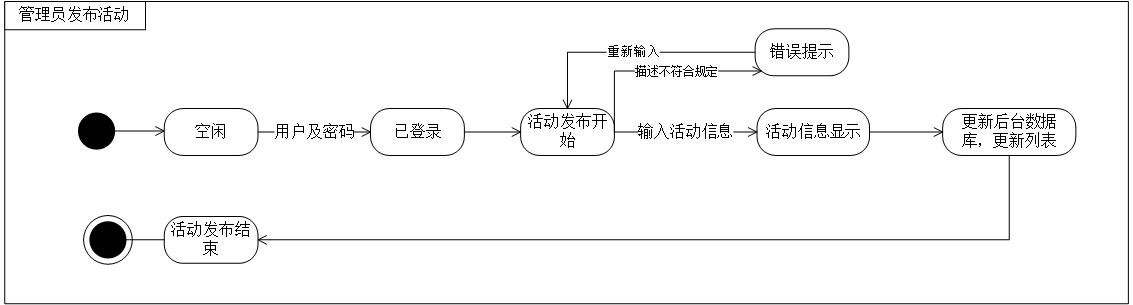 管理员发布活动
重新输入
错误提示
描述不符合规定
空闲
用户及密码
已登录
活动发布开
始
输入活动信息
活动信息显示
更新后台数据
库，更新列表
活动发布结
束